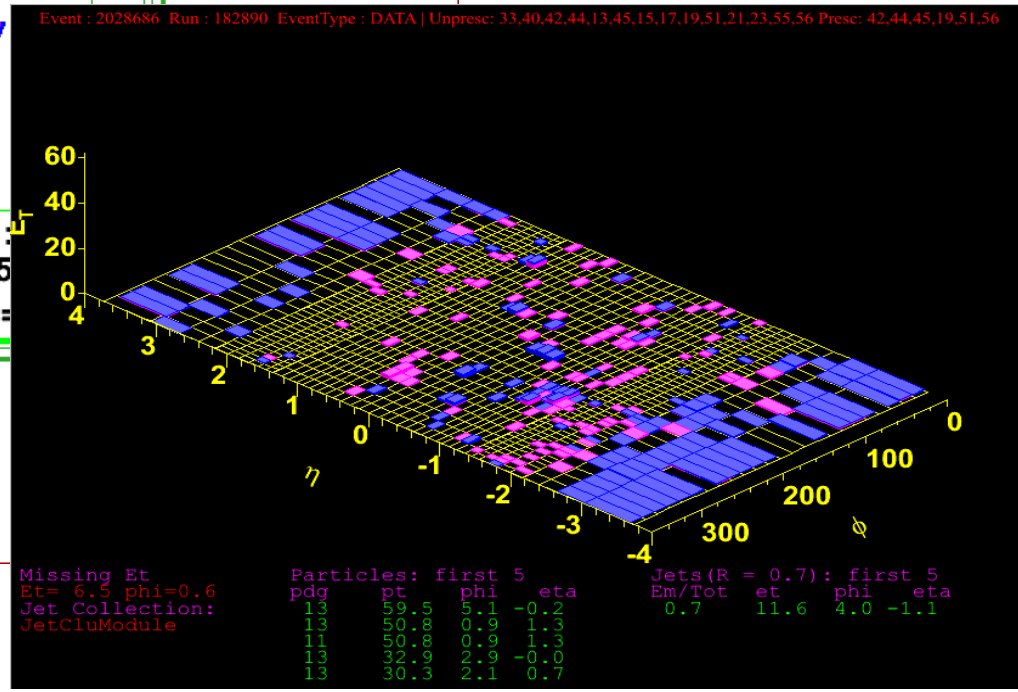 Event : 2028686 Run : 182890 EventType : DATA | Unpresc: 33,40,42,44,13,45,15,17,19,51,21,23,55,56 Presc: 42,44,45,19,51,56
60
40
20
0
E_T
4
3
2
1
0
-1
-2
-3
-4
η
0
100
200
300
ϕ
5
Missing Et
Et= 6.5 phi=0.6
Jet Collection:
JetCluModule
Particles: first 5
pdg pt phi eta
13 59.5 5.1 -0.2
13 50.8 0.9 1.3
11 50.8 0.9 1.3
13 32.9 2.9 -0.0
13 30.3 2.1 0.7
Jets(R = 0.7): first 5
Em/Tot et phi eta
0.7 11.6 4.0 -1.1